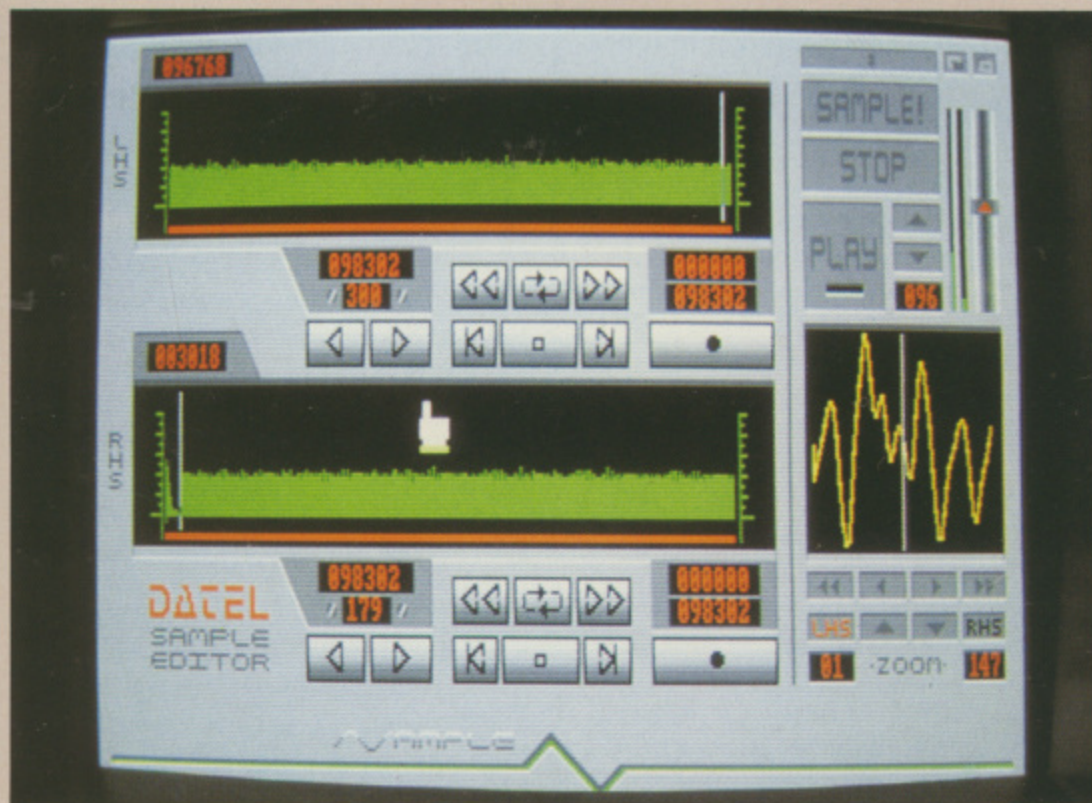 096768
LHS
098302
300
000000
098302
003018
RHS
098302
179
000000
098302
DATEL
SAMPLE
EDITOR
SAMPLE!
STOP
PLAY
096
LHS
RHS
01 ·ZOOM· 147